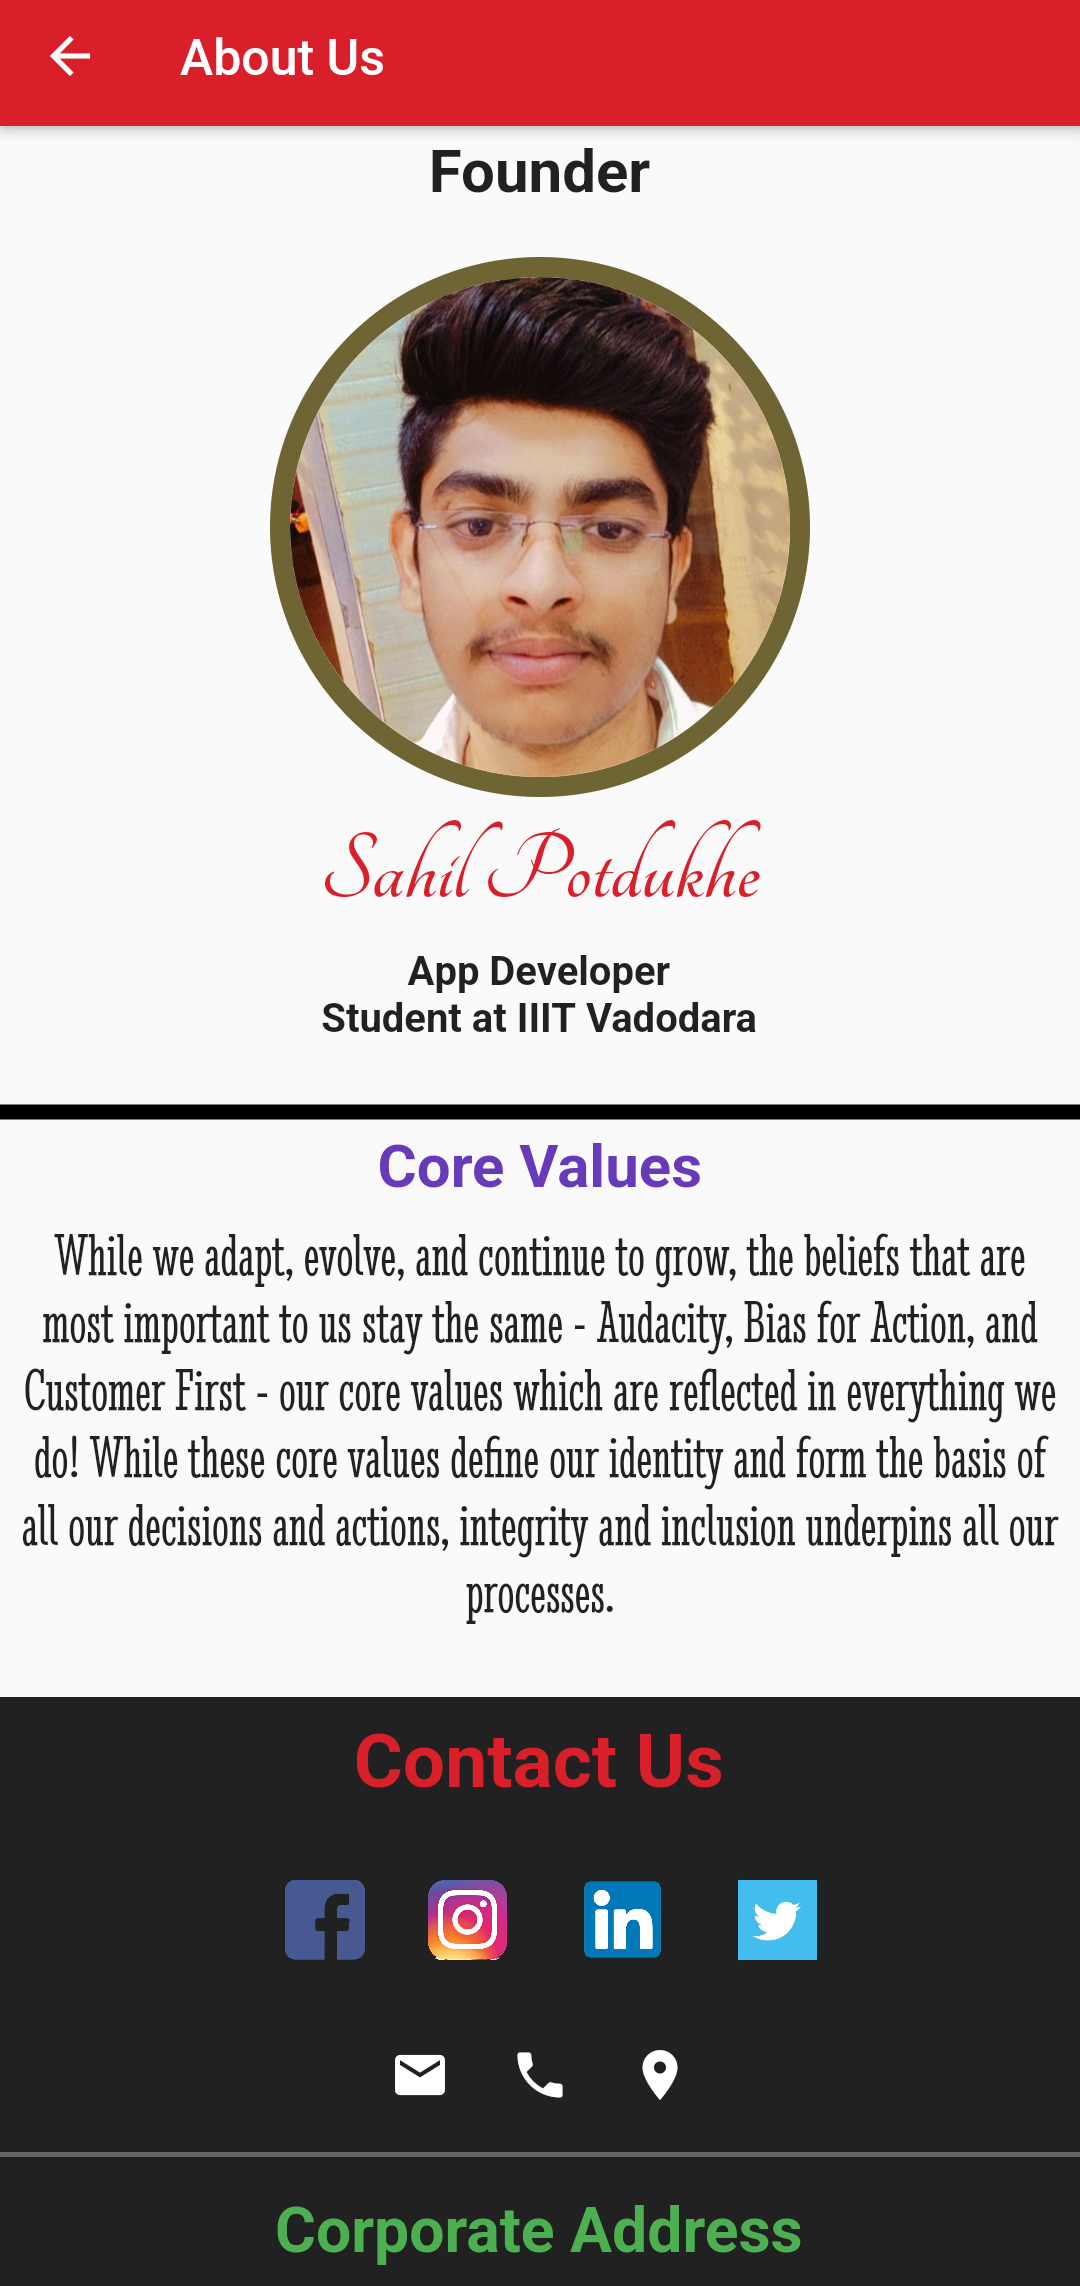 About Us
Founder
Sahil Potdukhe
App Developer
Student at IIIT Vadodara
Core Values
While we adapt, evolve, and continue to grow, the beliefs that are
most important to us stay the same - Audacity, Bias for Action, and
Customer First - our core values which are reflected in everything we
do! While these core values define our identity and form the basis of
all our decisions and actions, integrity and inclusion underpins all our
processes.
Contact Us
Corporate Address